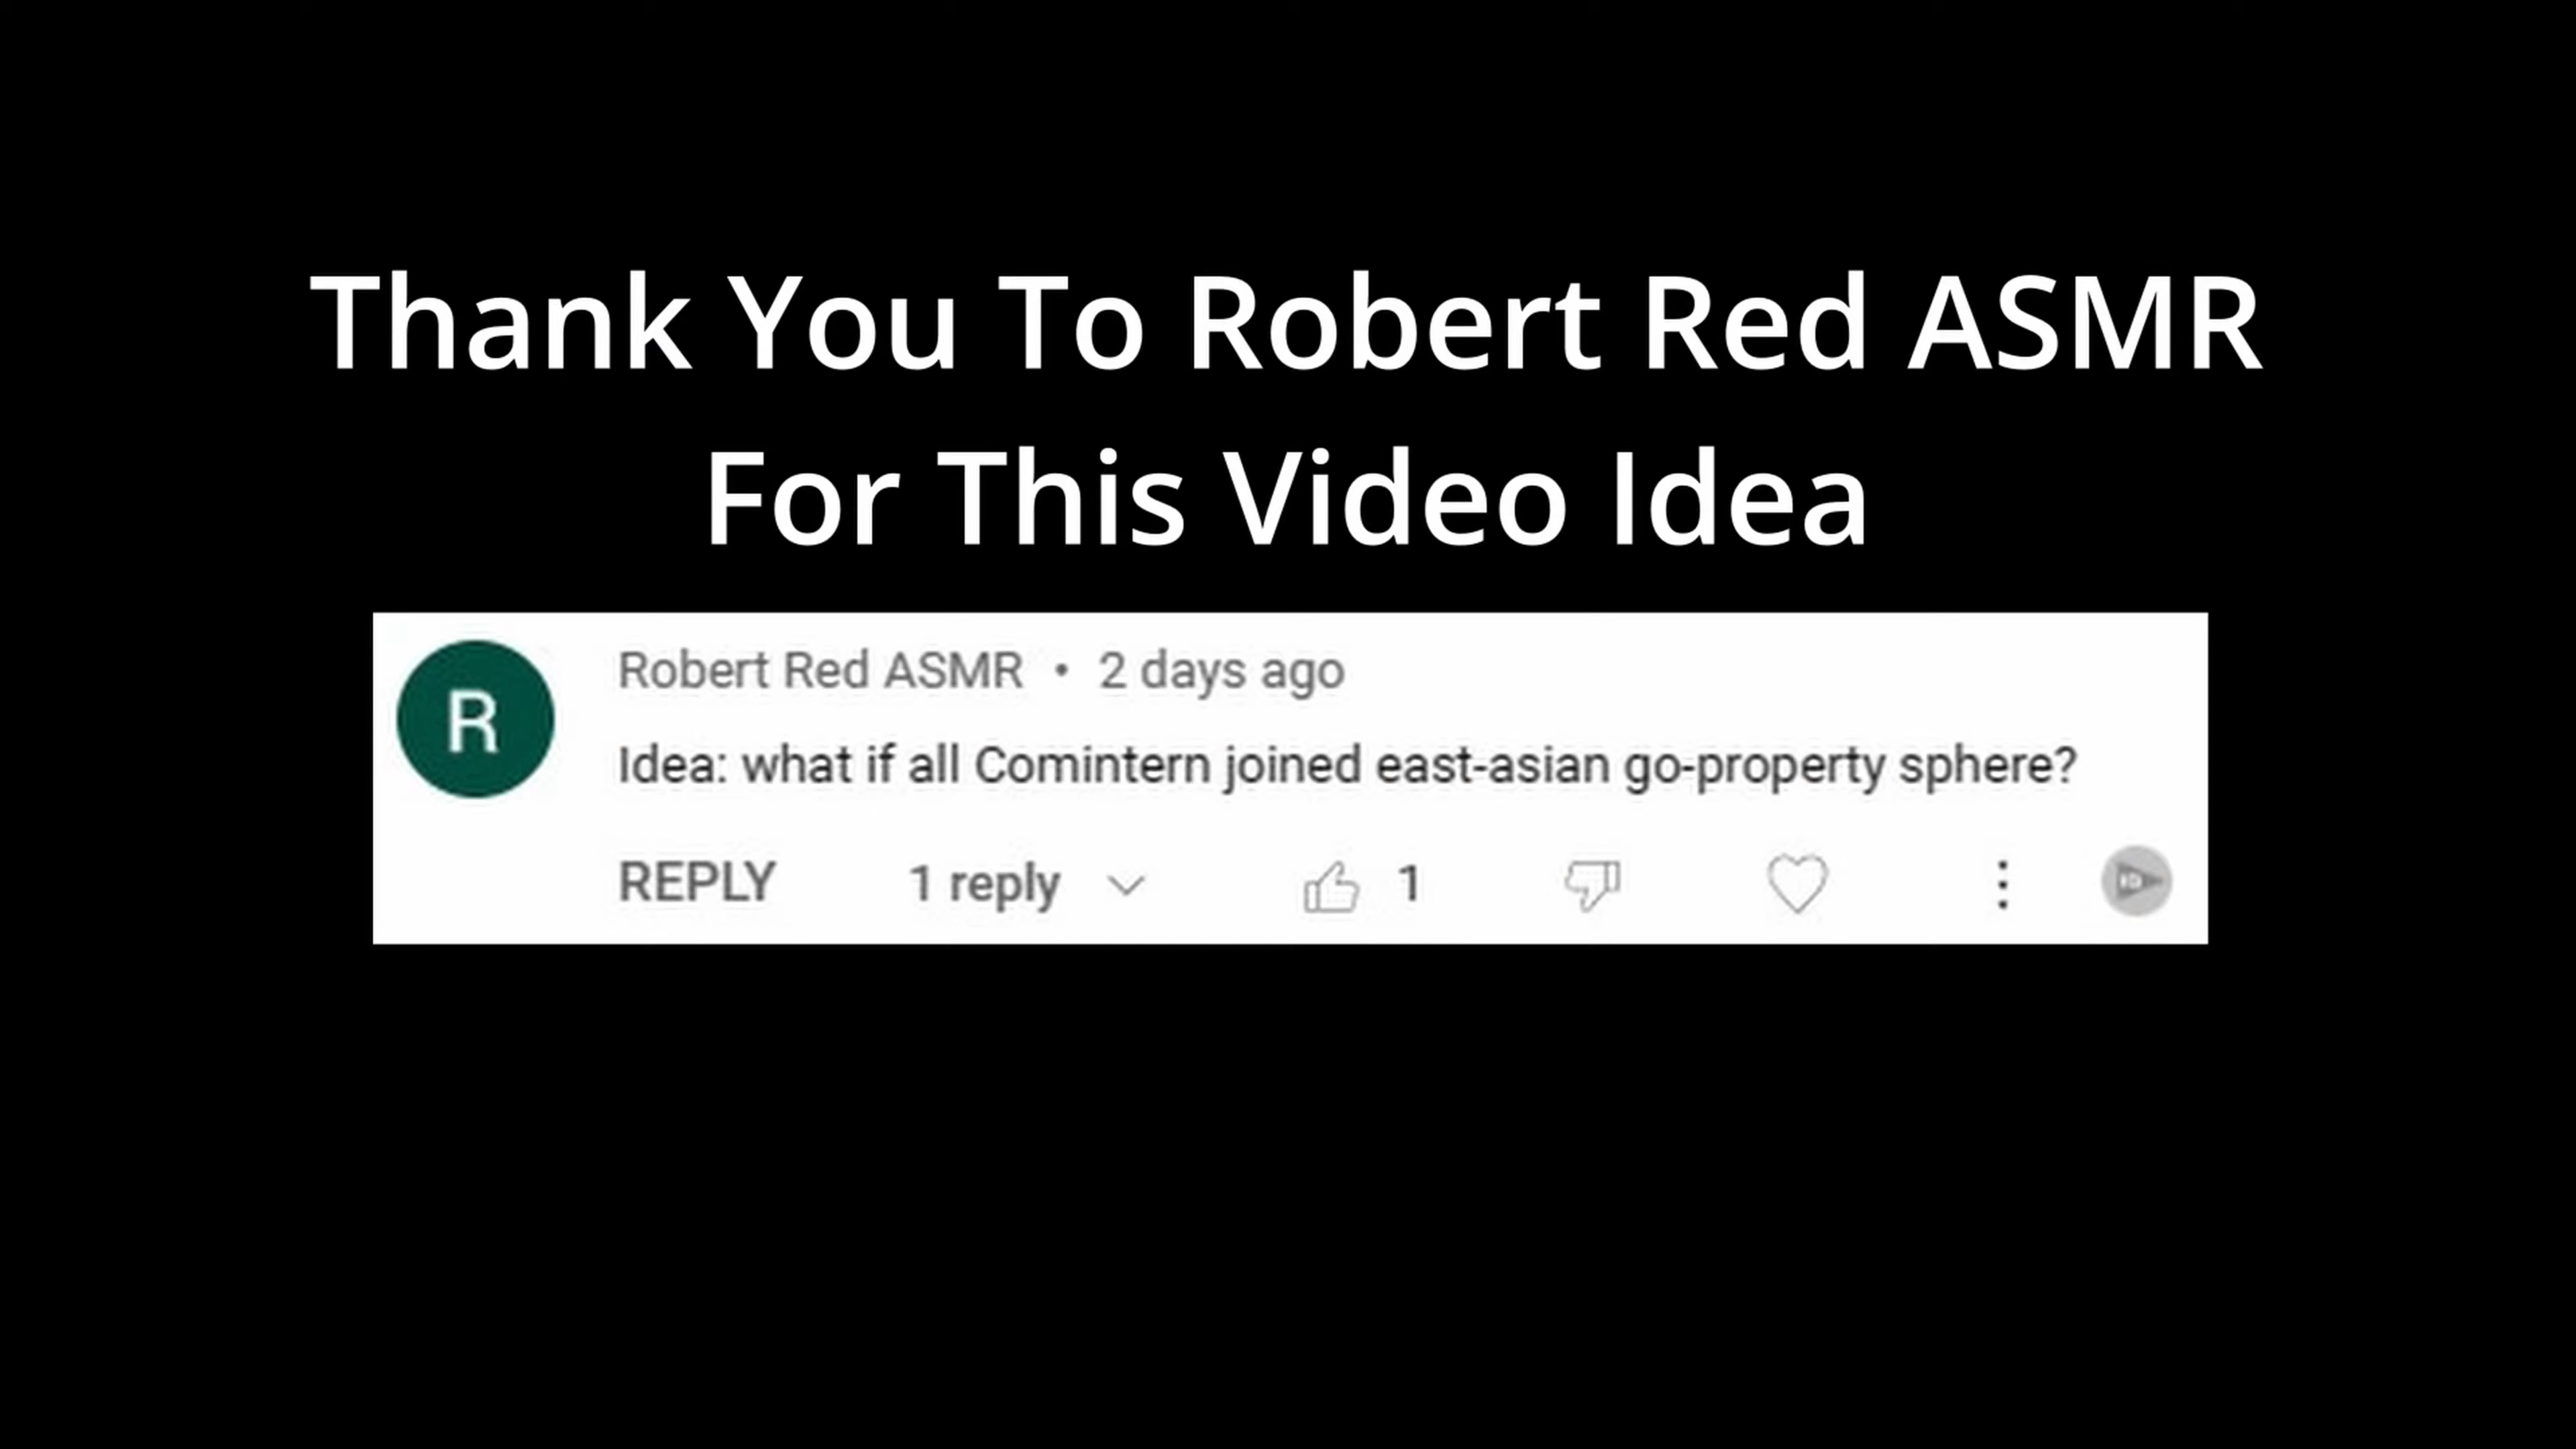 Thank You To Robert Red ASMR
For This Video Idea
R
Robert Red ASMR • 2 days ago
Idea: what if all Comintern joined east-asian go-property sphere?
REPLY 1 reply 1